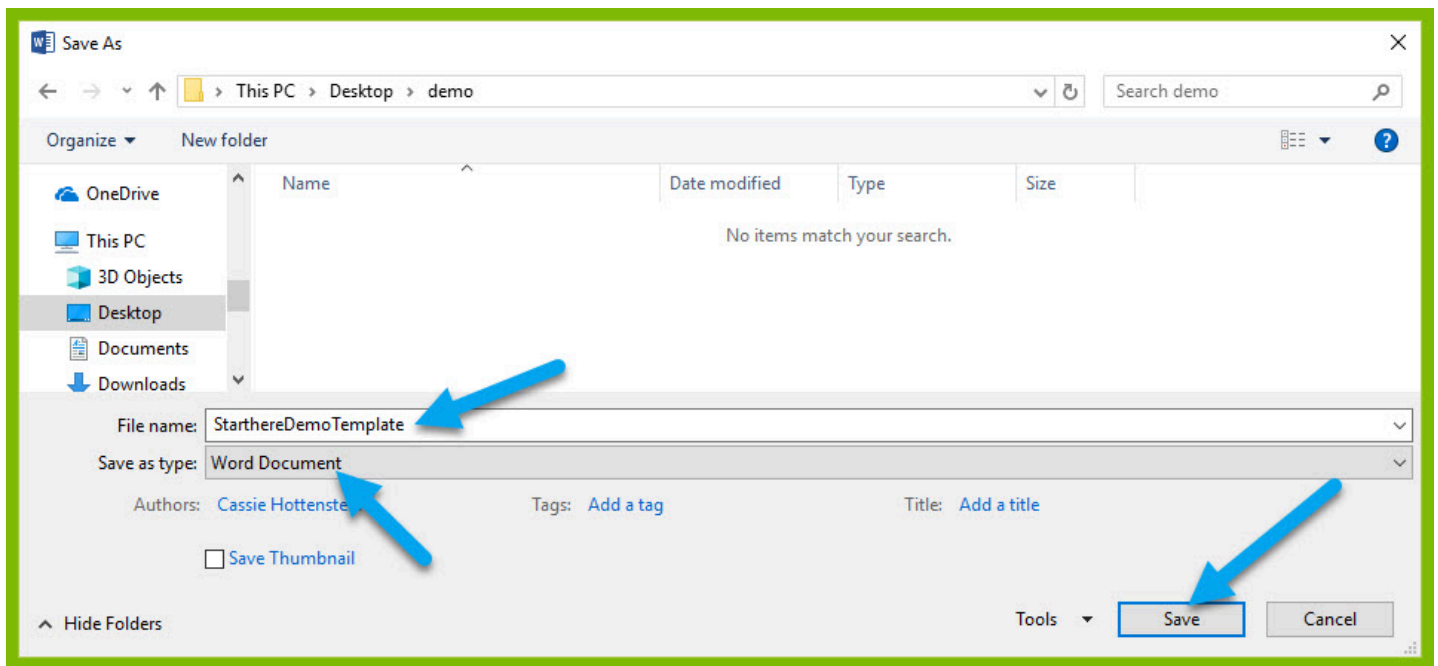 Save As
This PC > Desktop > demo
Search demo
Organize
New folder
Name
Date modified
Type
Size
OneDrive
This PC
3D Objects
Desktop
Documents
Downloads
No items match your search.
File name: StarthereDemoTemplate
Save as type: Word Document
Authors: Cassie
Tags: Add a tag
Title: Add a title
Save Thumbnail
Hide Folders
Tools
Save
Cancel